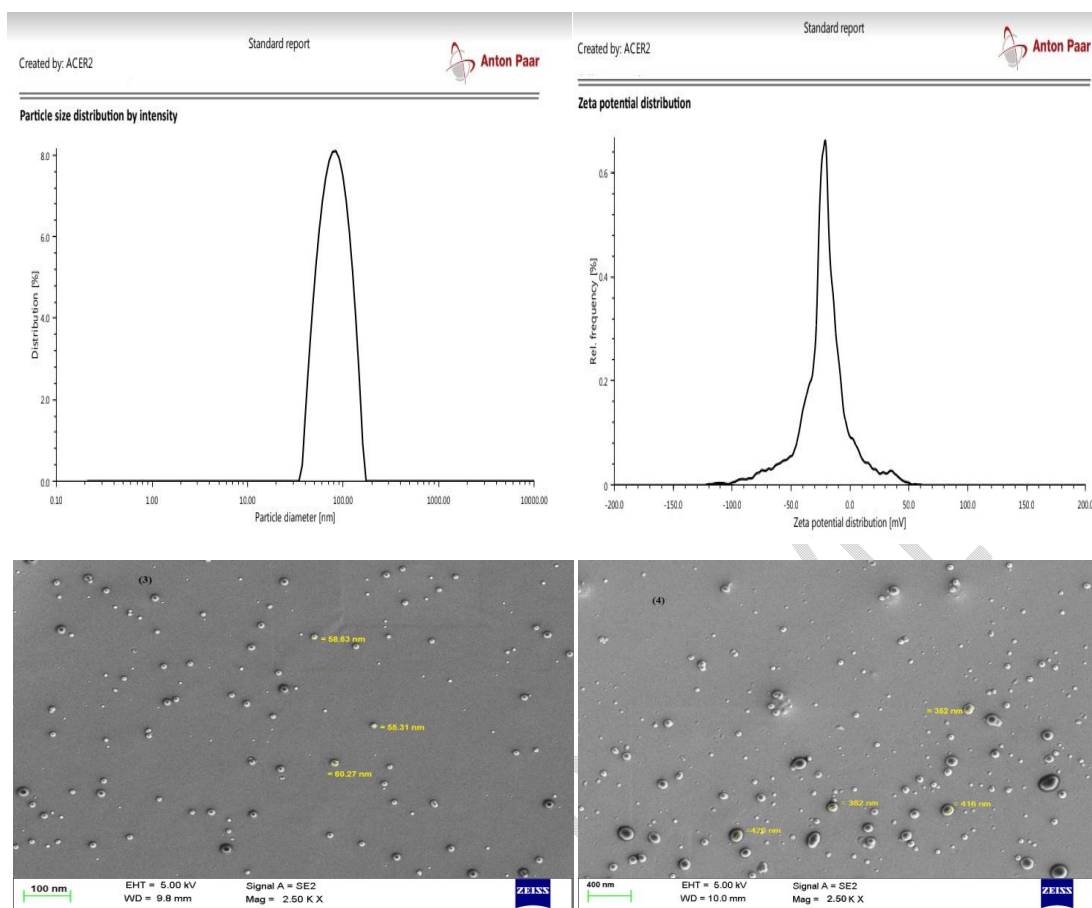 Standard report
Created by: ACER2
Anton Paar
Particle size distribution by intensity
8.0
6.0
4.0
2.0
0.0
Distribution [%]
0.10
1.00
10.00
100.00
1000.00
10000.00
Particle diameter [nm]
Standard report
Created by: ACER2
Anton Paar
Zeta potential distribution
0.6
0.4
0.2
0
Rel. frequency [%]
-200.0
-150.0
-100.0
-50.0
0.0
50.0
100.0
150.0
200.
Zeta potential distribution [mV]
(3)
= 58.63 nm
= 55.31 nm
= 60.27 nm
100 nm
EHT = 5.00 kV
Signal A = SE2
WD = 9.8 mm
Mag = 2.50 K X
ZEISS
(4)
= 382 nm
= 416 nm
400 nm
EHT = 5.00 kV
Signal A = SE2
WD = 10.0 mm
Mag = 2.50 K X
ZEISS